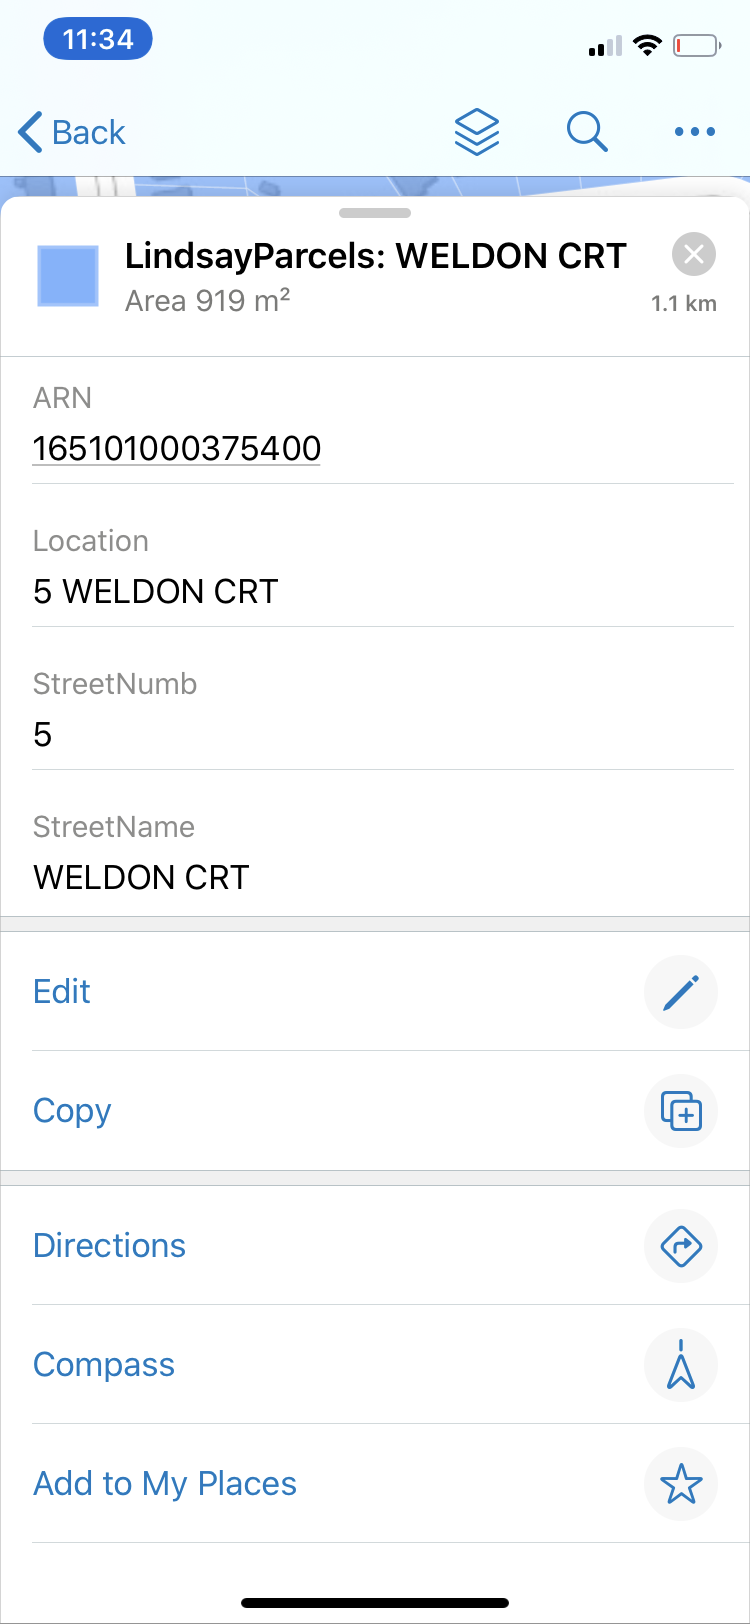 11:34
Back
LindsayParcels: WELDON CRT
Area 919 m²
1.1 km
ARN
165101000375400
Location
5 WELDON CRT
StreetNumb
5
StreetName
WELDON CRT
Edit
Copy
Directions
Compass
Add to My Places